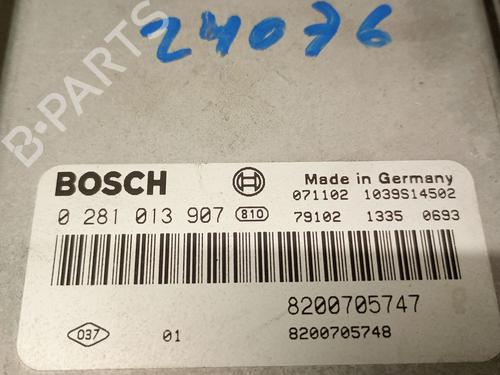 24076
B-PARTS
BOSCH
Made in Germany
071102 1039S14502
0 281 013 907 810
79102 1335 0693
8200705747
037
01
8200705748